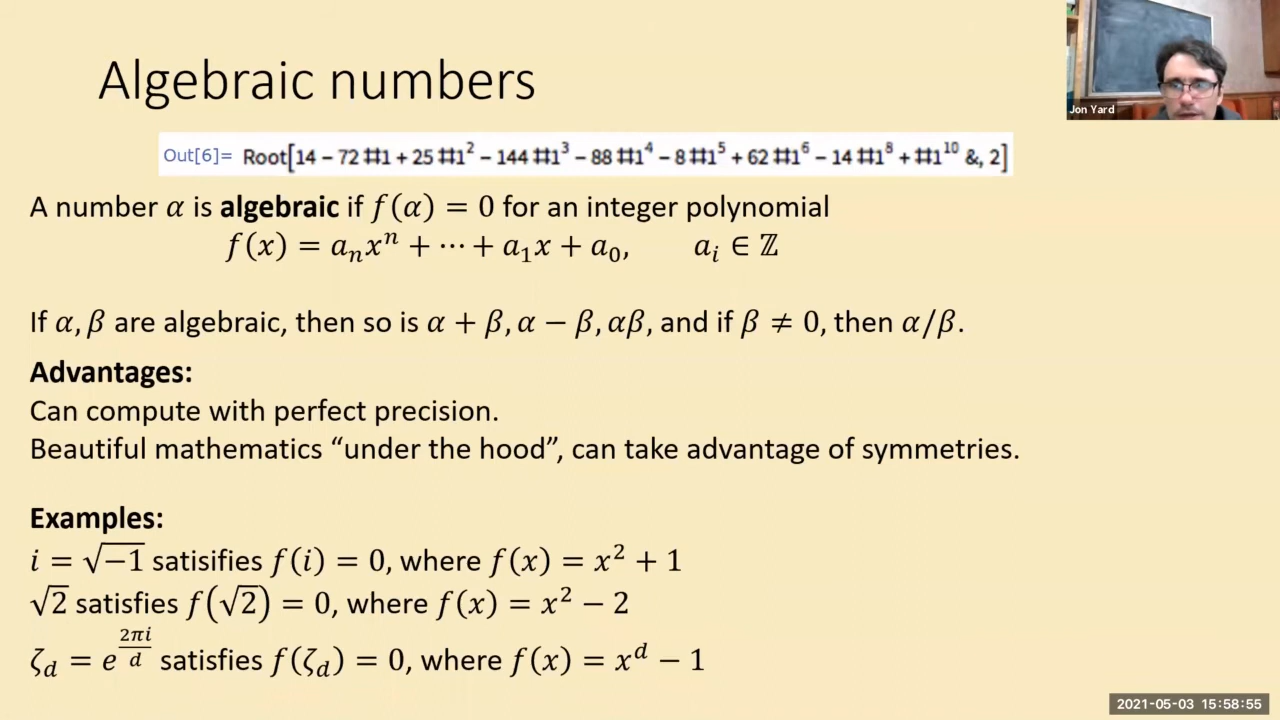 Algebraic numbers
Jon Yard
Out[6]= Root[14 − 72 #1 + 25 #1² − 144 #1³ − 88 #1⁴ − 8 #1⁵ + 62 #1⁶ − 14 #1⁸ + #1¹⁰ &, 2]
A number α is algebraic if f(α) = 0 for an integer polynomial
f(x) = aₙxⁿ + ⋯ + a₁x + a₀, aᵢ ∈ ℤ
If α, β are algebraic, then so is α + β, α − β, αβ, and if β ≠ 0, then α/β.
Advantages:
Can compute with perfect precision.
Beautiful mathematics “under the hood”, can take advantage of symmetries.
Examples:
i = √−1 satisifies f(i) = 0, where f(x) = x² + 1
√2 satisfies f(√2) = 0, where f(x) = x² − 2
ζ_d = e^(2πi/d) satisfies f(ζ_d) = 0, where f(x) = x^d − 1
2021-05-03 15:58:55